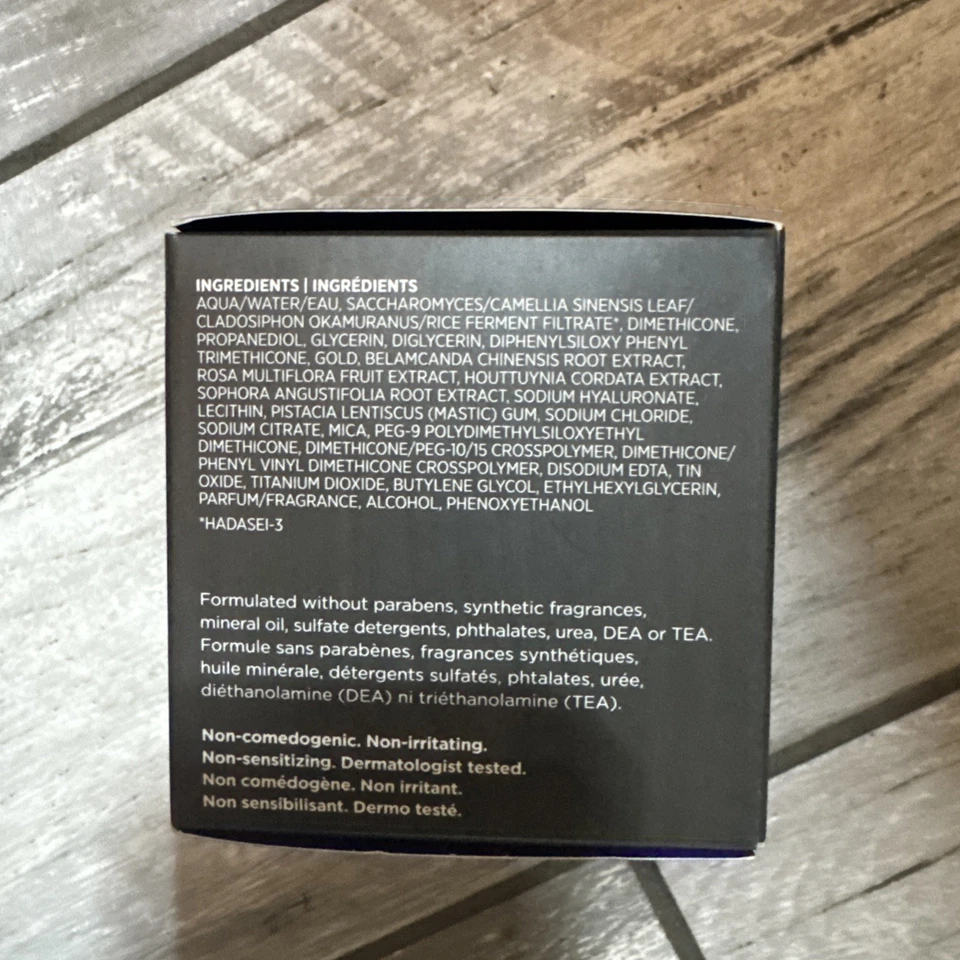 INGREDIENTS | INGRÉDIENTS
AQUA/WATER/EAU, SACCHAROMYCES/CAMELLIA SINENSIS LEAF/
CLADOSIPHON OKAMURANUS/RICE FERMENT FILTRATE*, DIMETHICONE,
PROPANEDIOL, GLYCERIN, DIGLYCERIN, DIPHENYLSILOXY PHENYL
TRIMETHICONE, GOLD, BELAMCANDA CHINENSIS ROOT EXTRACT,
ROSA MULTIFLORA FRUIT EXTRACT, HOUTTUYNIA CORDATA EXTRACT,
SOPHORA ANGUSTIFOLIA ROOT EXTRACT, SODIUM HYALURONATE,
LECITHIN, PISTACIA LENTISCUS (MASTIC) GUM, SODIUM CHLORIDE,
SODIUM CITRATE, MICA, PEG-9 POLYDIMETHYLSILOXYETHYL
DIMETHICONE, DIMETHICONE/PEG-10/15 CROSSPOLYMER, DIMETHICONE/
PHENYL VINYL DIMETHICONE CROSSPOLYMER, DISODIUM EDTA, TIN
OXIDE, TITANIUM DIOXIDE, BUTYLENE GLYCOL, ETHYLHEXYLGLYCERIN,
PARFUM/FRAGRANCE, ALCOHOL, PHENOXYETHANOL
*HADASEI-3
Formulated without parabens, synthetic fragrances,
mineral oil, sulfate detergents, phthalates, urea, DEA or TEA.
Formule sans parabènes, fragrances synthétiques,
huile minérale, détergents sulfatés, phtalates, urée,
diéthanolamine (DEA) ni triéthanolamine (TEA).
Non-comedogenic. Non-irritating.
Non-sensitizing. Dermatologist tested.
Non comédogène. Non irritant.
Non sensibilisant. Dermo testé.